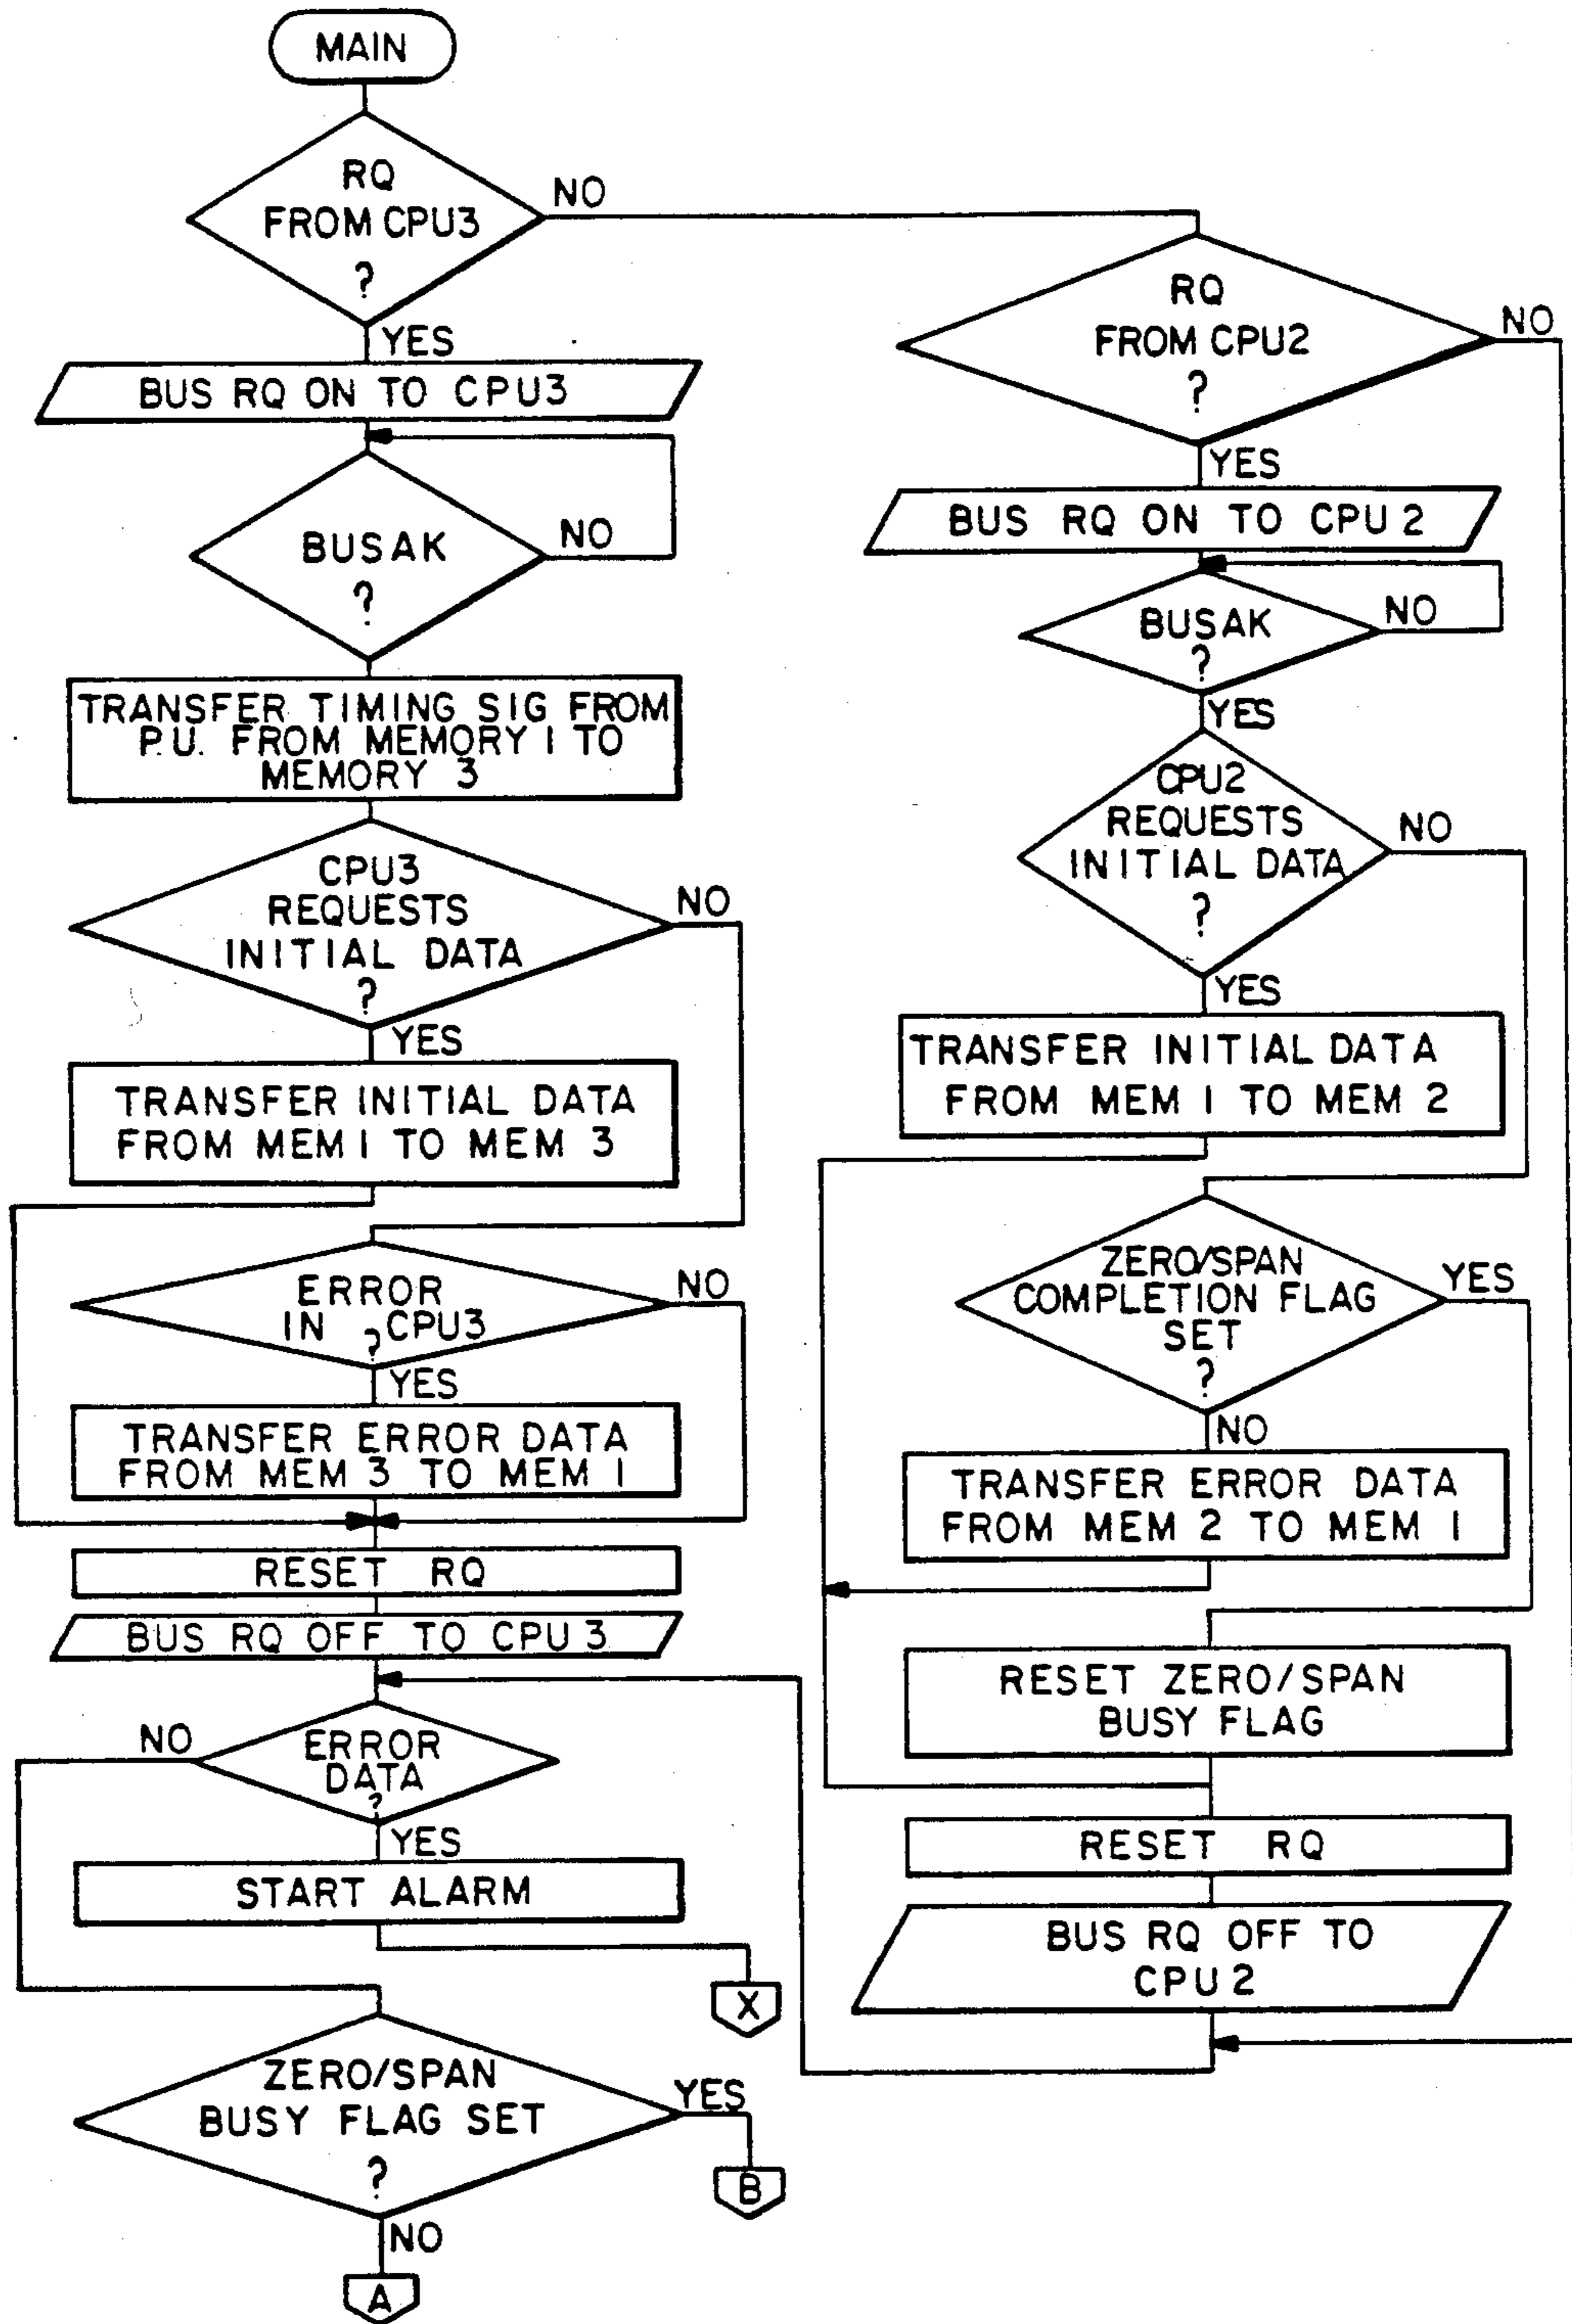 MAIN
RQ
FROM CPU3
?
NO
YES
BUS RQ ON TO CPU3
BUSAK
?
NO
TRANSFER TIMING SIG FROM
P.U. FROM MEMORY 1 TO
MEMORY 3
CPU3
REQUESTS
INITIAL DATA
?
NO
YES
TRANSFER INITIAL DATA
FROM MEM 1 TO MEM 3
ERROR
IN CPU3
?
NO
YES
TRANSFER ERROR DATA
FROM MEM 3 TO MEM 1
RESET RQ
BUS RQ OFF TO CPU 3
ERROR
DATA
?
NO
YES
START ALARM
X
ZERO/SPAN
BUSY FLAG SET
?
YES
B
NO
A
RQ
FROM CPU2
?
NO
YES
BUS RQ ON TO CPU 2
BUSAK
?
NO
YES
CPU2
REQUESTS
INITIAL DATA
?
NO
YES
TRANSFER INITIAL DATA
FROM MEM 1 TO MEM 2
ZERO/SPAN
COMPLETION FLAG
SET
?
YES
NO
TRANSFER ERROR DATA
FROM MEM 2 TO MEM 1
RESET ZERO/SPAN
BUSY FLAG
RESET RQ
BUS RQ OFF TO
CPU 2